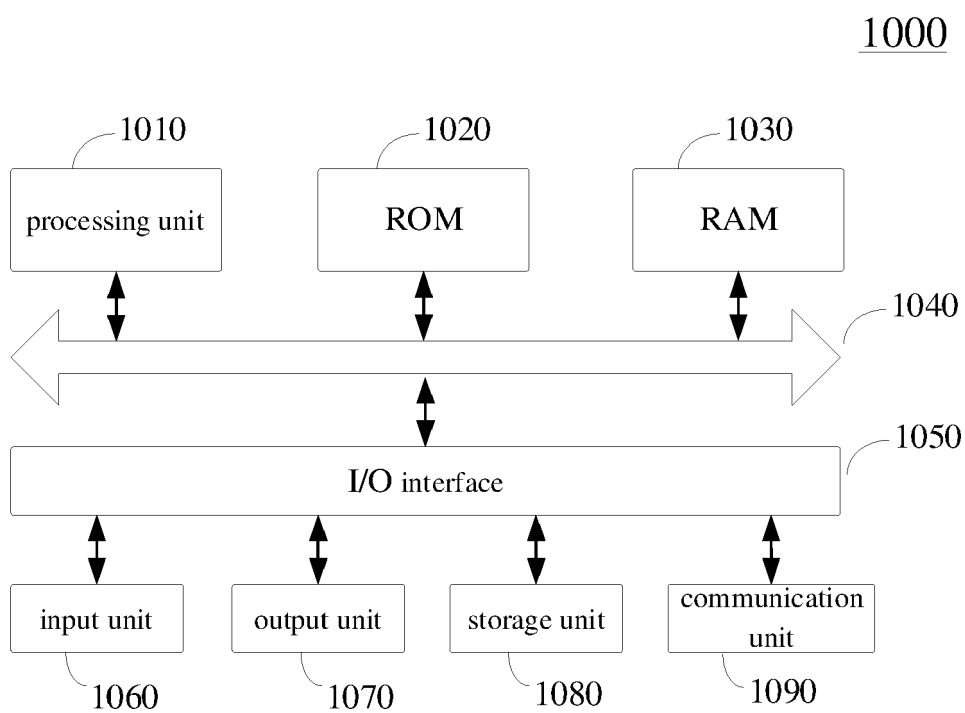 1000
1010
1020
1030
processing unit
ROM
RAM
1040
1050
I/O interface
input unit
output unit
storage unit
communication
unit
1060
1070
1080
1090